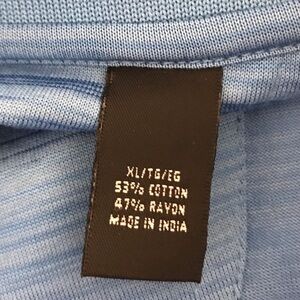 XL/TG/EG
53% COTTON
47% RAYON
MADE IN INDIA